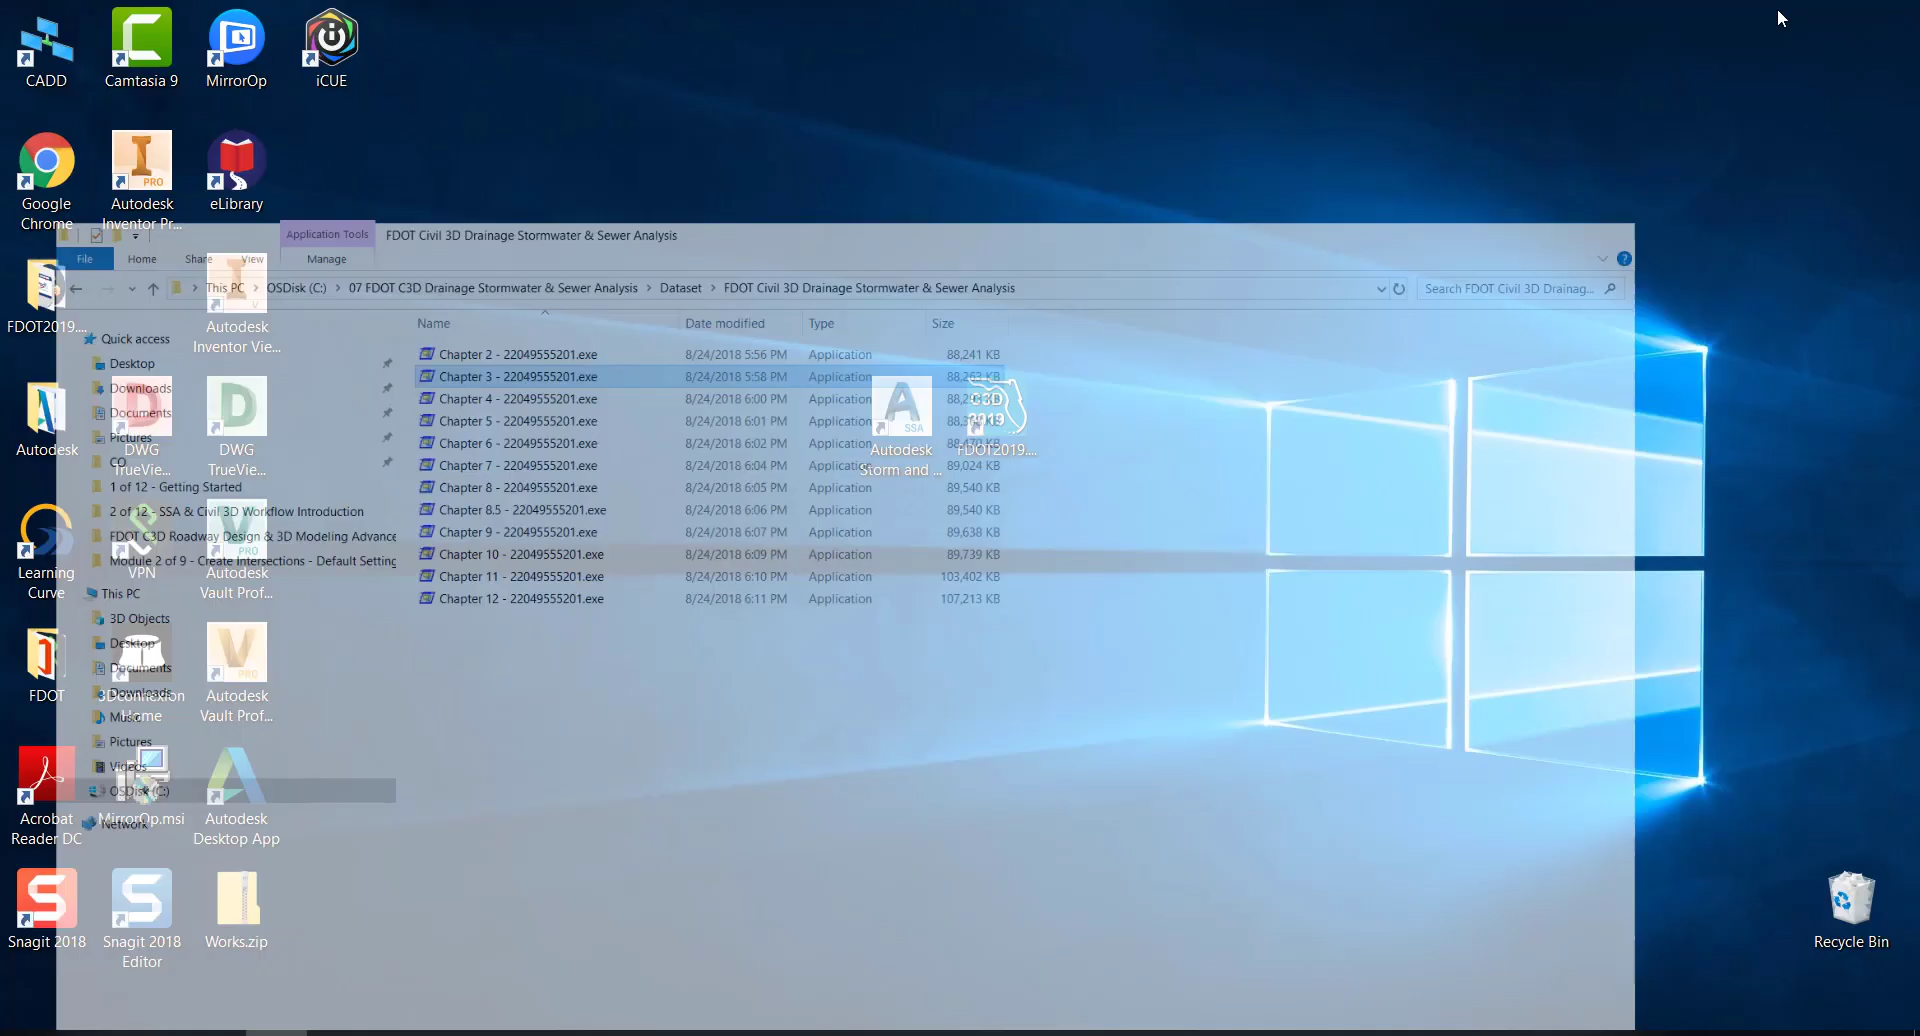 CADD
Camtasia 9
MirrorOp
iCUE
Google
Chrome
PRO
Autodesk
Inventor Pr...
eLibrary
Application Tools
FDOT Civil 3D Drainage Stormwater & Sewer Analysis
File
Home
Share
View
Manage
This PC
OSDisk (C:)
07 FDOT C3D Drainage Stormwater & Sewer Analysis
Dataset
FDOT Civil 3D Drainage Stormwater & Sewer Analysis
Search FDOT Civil 3D Drainag...
FDOT2019....
Autodesk
Inventor Vie...
Name
Date modified
Type
Size
Chapter 2 - 22049555201.exe 8/24/2018 5:56 PM Application 88,241 KB
Chapter 3 - 22049555201.exe 8/24/2018 5:58 PM Application 88,263 KB
Chapter 4 - 22049555201.exe 8/24/2018 6:00 PM Application
Chapter 5 - 22049555201.exe 8/24/2018 6:01 PM Application
Chapter 6 - 22049555201.exe 8/24/2018 6:02 PM Application
Chapter 7 - 22049555201.exe 8/24/2018 6:04 PM Application 89,024 KB
Chapter 8 - 22049555201.exe 8/24/2018 6:05 PM Application 89,540 KB
Chapter 8.5 - 22049555201.exe 8/24/2018 6:06 PM Application 89,540 KB
Chapter 9 - 22049555201.exe 8/24/2018 6:07 PM Application 89,638 KB
Chapter 10 - 22049555201.exe 8/24/2018 6:09 PM Application 89,739 KB
Chapter 11 - 22049555201.exe 8/24/2018 6:10 PM Application 103,402 KB
Chapter 12 - 22049555201.exe 8/24/2018 6:11 PM Application 107,213 KB
Quick access
Desktop
Downloads
Documents
Pictures
CO
1 of 12 - Getting Started
2 of 12 - SSA & Civil 3D Workflow Introduction
FDOT C3D Roadway Design & 3D Modeling Advance
Module 2 of 9 - Create Intersections - Default Setting
This PC
3D Objects
Desktop
Documents
Downloads
Music
Pictures
Videos
OSDisk (C:)
Network
SSA
Autodesk
Storm and ...
C3D
2019
FDOT2019....
Autodesk
DWG
TrueVie...
DWG
TrueVie...
Learning
Curve
VPN
PRO
Autodesk
Vault Prof...
FDOT
3Dconnexion
Home
PRO
Autodesk
Vault Prof...
Acrobat
Reader DC
MirrorOp.msi
Autodesk
Desktop App
Snagit 2018
Snagit 2018
Editor
Works.zip
Recycle Bin